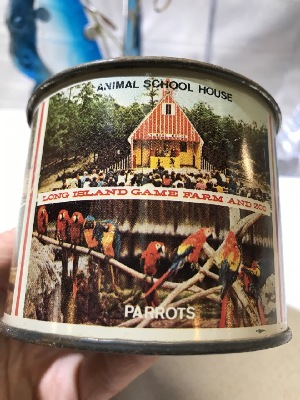 ANIMAL SCHOOL HOUSE
LONG ISLAND GAME FARM AND ZOO
PARROTS